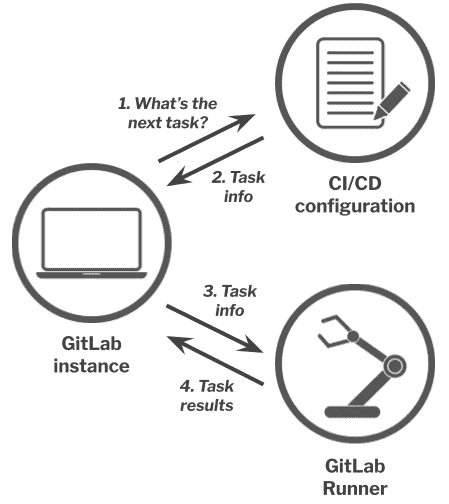 1. What's the
next task?
2. Task
info
CI/CD
configuration
GitLab
instance
3. Task
info
4. Task
results
GitLab
Runner